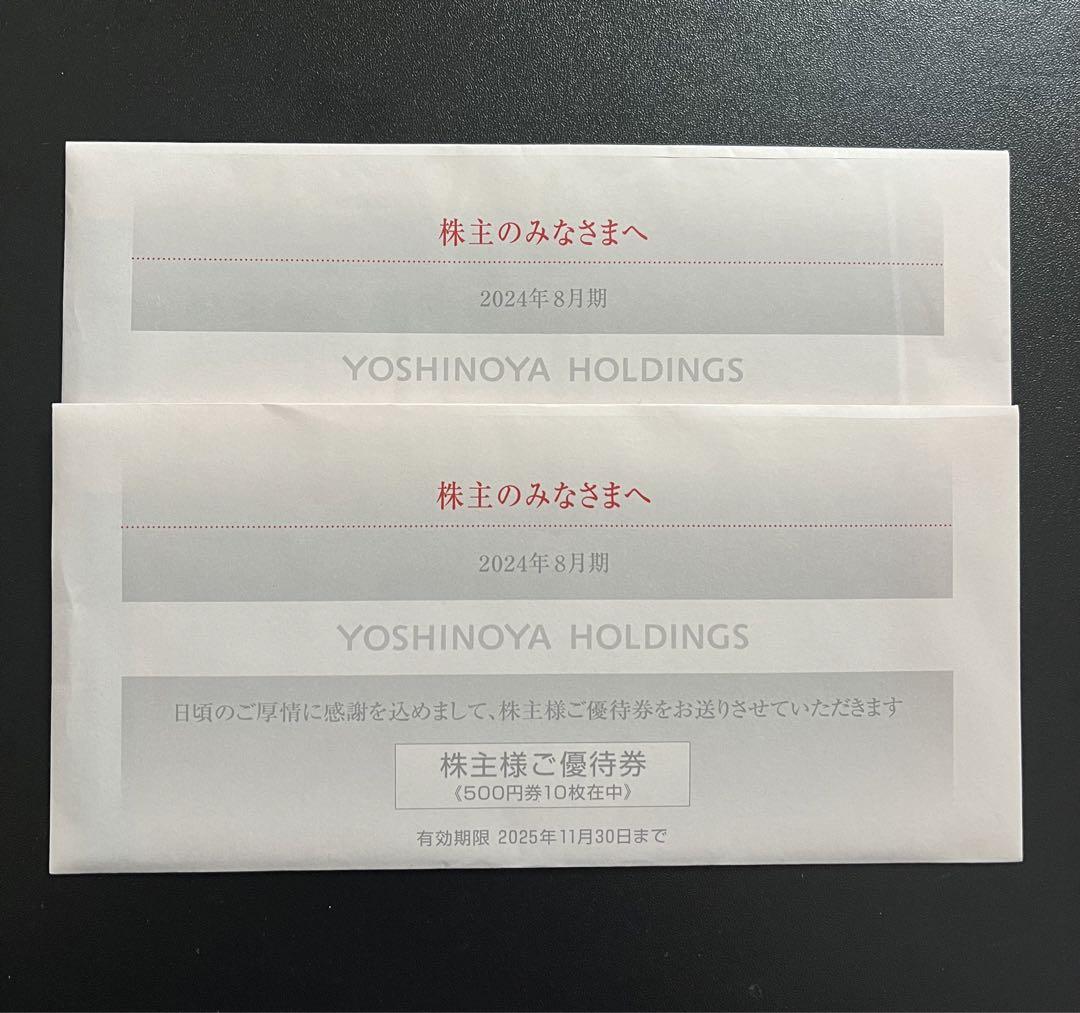 株主のみなさまへ
2024年8月期
YOSHINOYA HOLDINGS
株主のみなさまへ
2024年8月期
YOSHINOYA HOLDINGS
日頃のご厚情に感謝を込めまして、株主様ご優待券をお送りさせていただきます
株主様ご優待券
《500円券10枚在中》
有効期限 2025年11月30日まで